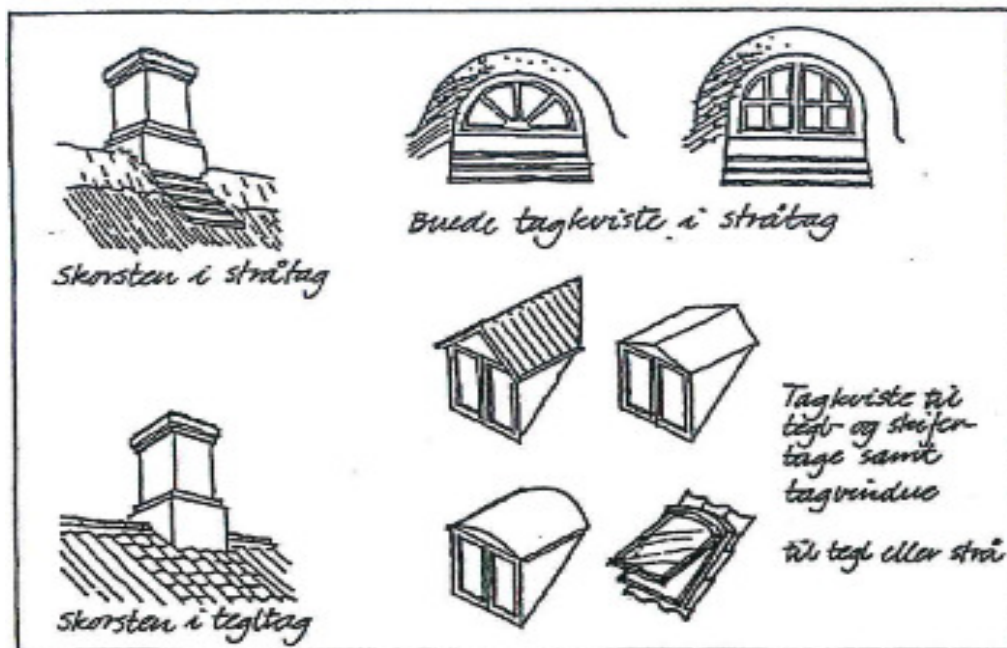 Skorsten i stråtag
Buede tagkviste i stråtag
Skorsten i tegltag
Tagkviste til
tegl- og skifer-
tage samt
tagvindue
til tegl eller strå